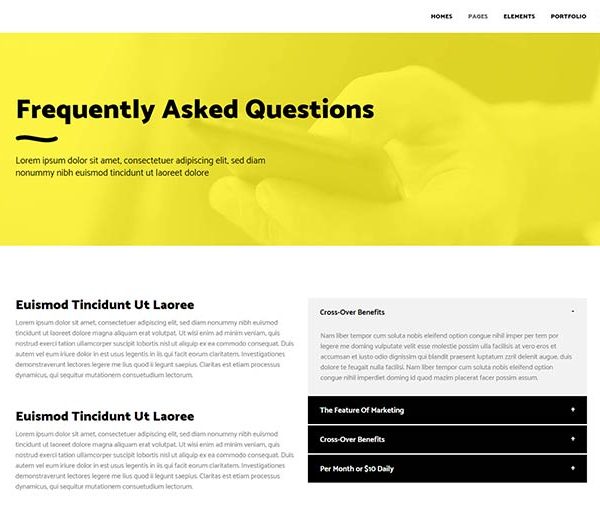 HOMES PAGES ELEMENTS PORTFOLIO
Frequently Asked Questions
Lorem ipsum dolor sit amet, consectetuer adipiscing elit, sed diam
nonummy nibh euismod tincidunt ut laoreet dolore
Euismod Tincidunt Ut Laoree
Lorem ipsum dolor sit amet, consectetuer adipiscing elit, sed diam nonummy nibh euismod
tincidunt ut laoreet dolore magna aliquam erat volutpat. Ut wisi enim ad minim veniam, quis
nostrud exerci tation ullamcorper suscipit lobortis nisl ut aliquip ex ea commodo consequat. Duis
autem vel eum iriure dolor in est usus legentis in iis qui facit eorum claritatem. Investigationes
demonstraverunt lectores legere me lius quod ii legunt saepius. Claritas est etiam processus
dynamicus, qui sequitur mutationem consuetudium lectorum.
Euismod Tincidunt Ut Laoree
Lorem ipsum dolor sit amet, consectetuer adipiscing elit, sed diam nonummy nibh euismod
tincidunt ut laoreet dolore magna aliquam erat volutpat. Ut wisi enim ad minim veniam, quis
nostrud exerci tation ullamcorper suscipit lobortis nisl ut aliquip ex ea commodo consequat. Duis
autem vel eum iriure dolor in est usus legentis in iis qui facit eorum claritatem. Investigationes
demonstraverunt lectores legere me lius quod ii legunt saepius. Claritas est etiam processus
dynamicus, qui sequitur mutationem consuetudium lectorum.
Cross-Over Benefits -
Nam liber tempor cum soluta nobis eleifend option congue nihil imper per tem por
legere me doming vulputate velit esse molestie possim ulla facilisis at vero eros et
accumsan et iusto odio dignissim qui blandit praesent luptatum zzril delenit augue. duis
dolore te feugait nulla facilisi. Nam liber tempor cum soluta nobis eleifend option
congue nihil imperdiet doming id quod mazim placerat facer possim assum.
The Feature Of Marketing +
Cross-Over Benefits +
Per Month or $10 Daily +